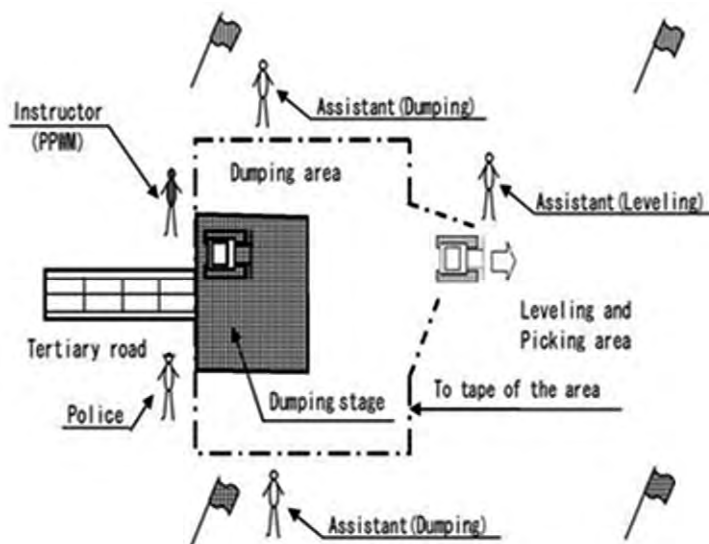 Assistant(Dumping)
Instructor
(PPWM)
Dumping area
Assistant(Leveling)
Leveling and
Picking area
Tertiary road
To tape of the area
Police
Dumping stage
Assistant(Dumping)